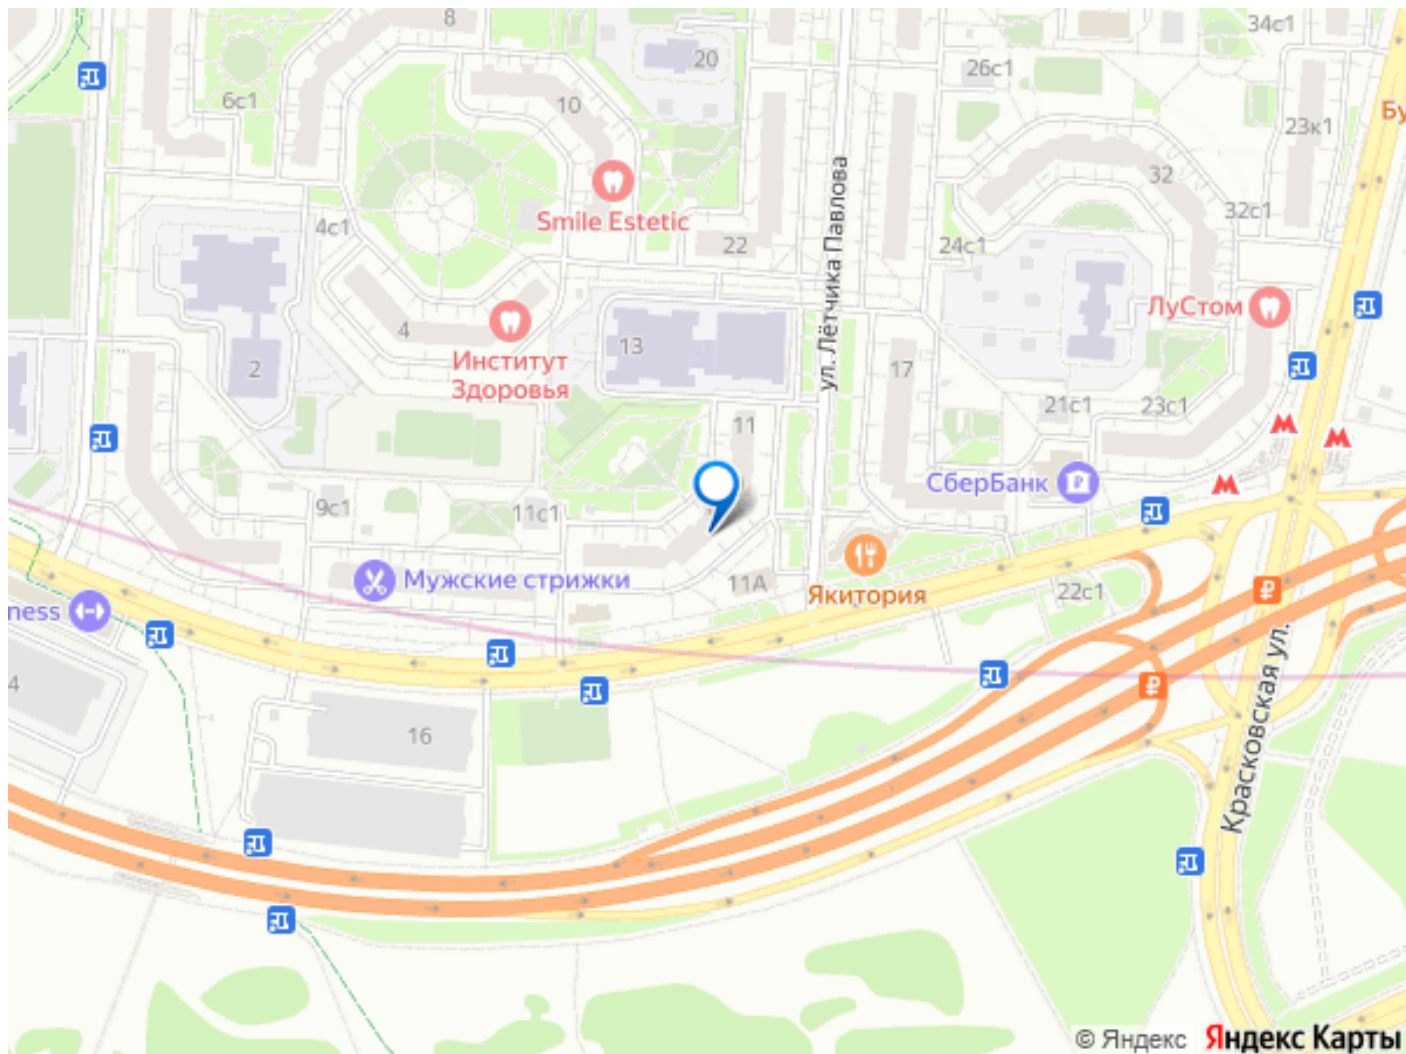 8
34с1
20
26с1
6с1
10
Бу
23к1
32
Smile Estetic
32с1
4с1
22
24с1
ул. Лётчика Павлова
ЛуСтом
4
13
Институт
Здоровья
2
17
21с1
23с1
11
СберБанк
9с1
11с1
Мужские стрижки
11А
Якитория
22с1
ness
4
16
Красковская ул.
© Яндекс
Яндекс Карты